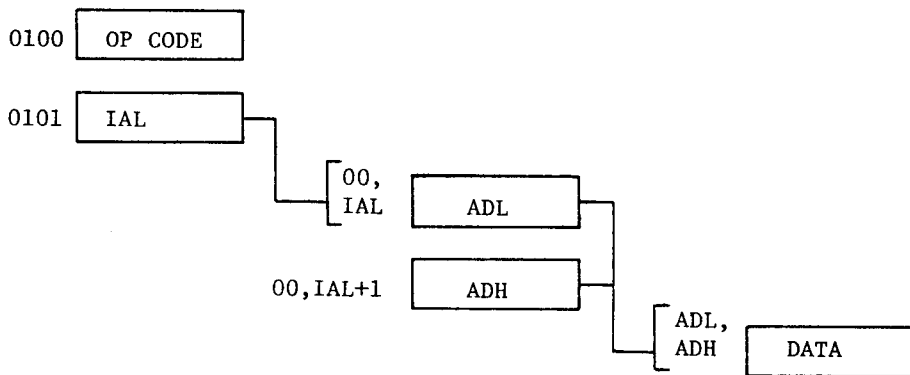 0100 OP CODE
0101 IAL
00,
IAL ADL
00,IAL+1 ADH
ADL,
ADH DATA